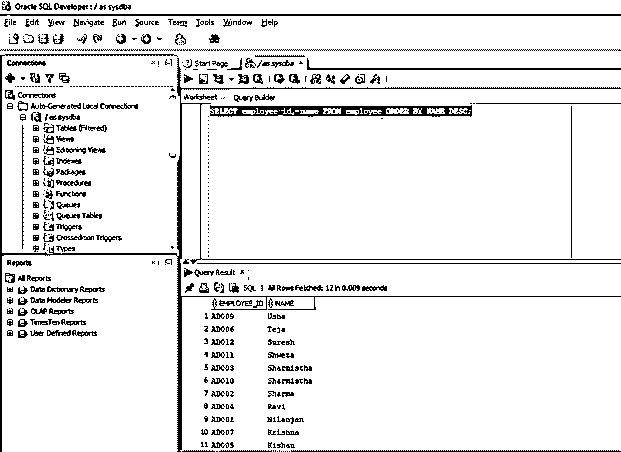 Oracle SQL Developer : / as sysdba
File Edit View Navigate Run Source Team Tools Window Help
Connections
Connections
Auto-Generated Local Connections
/ as sysdba
Tables (Filtered)
Views
Editioning Views
Indexes
Packages
Procedures
Functions
Queues
Queues Tables
Triggers
Crossedition Triggers
Types
Reports
All Reports
Data Dictionary Reports
Data Modeler Reports
OLAP Reports
TimesTen Reports
User Defined Reports
Start Page / as sysdba
Worksheet Query Builder
SELECT employee_id, name FROM employee ORDER BY NAME DESC;
Query Result
SQL | All Rows Fetched: 12 in 0.009 seconds
EMPLOYEE_ID NAME
1 AD009 Usha
2 AD006 Teja
3 AD012 Suresh
4 AD011 Shweta
5 AD003 Sharmistha
6 AD010 Sharmistha
7 AD002 Sharma
8 AD004 Ravi
9 Nilanjan
10 AD007 Krishna
11 AD005 Kishan